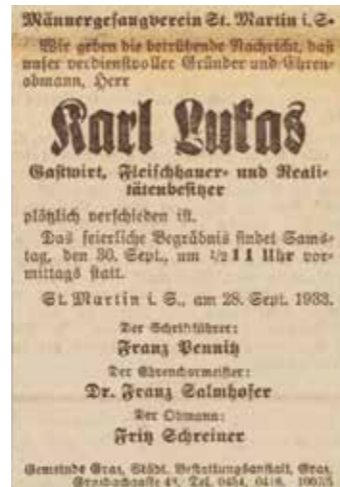 Männergesangverein St. Martin i. S.
Wir geben die betrübende Nachricht, daß
unser verdienstvoller Gründer und Ehren-
obmann, Herr
Karl Lukas
Gastwirt, Fleischhauer- und Reali-
tätenbesitzer
plötzlich verschieden ist.
Das feierliche Begräbnis findet Sams-
tag, den 30. Sept., um 1/2 11 Uhr vor-
mittags statt.
St. Martin i. S., am 28. Sept. 1933.
Der Schriftführer:
Franz Pennitz
Der Ehrenchormeister:
Dr. Franz Salmhofer
Der Obmann:
Fritz Schreiner
Gemeinde Graz, Städt. Bestattungsanstalt, Graz,
Grazbachgasse Tel. 0454,